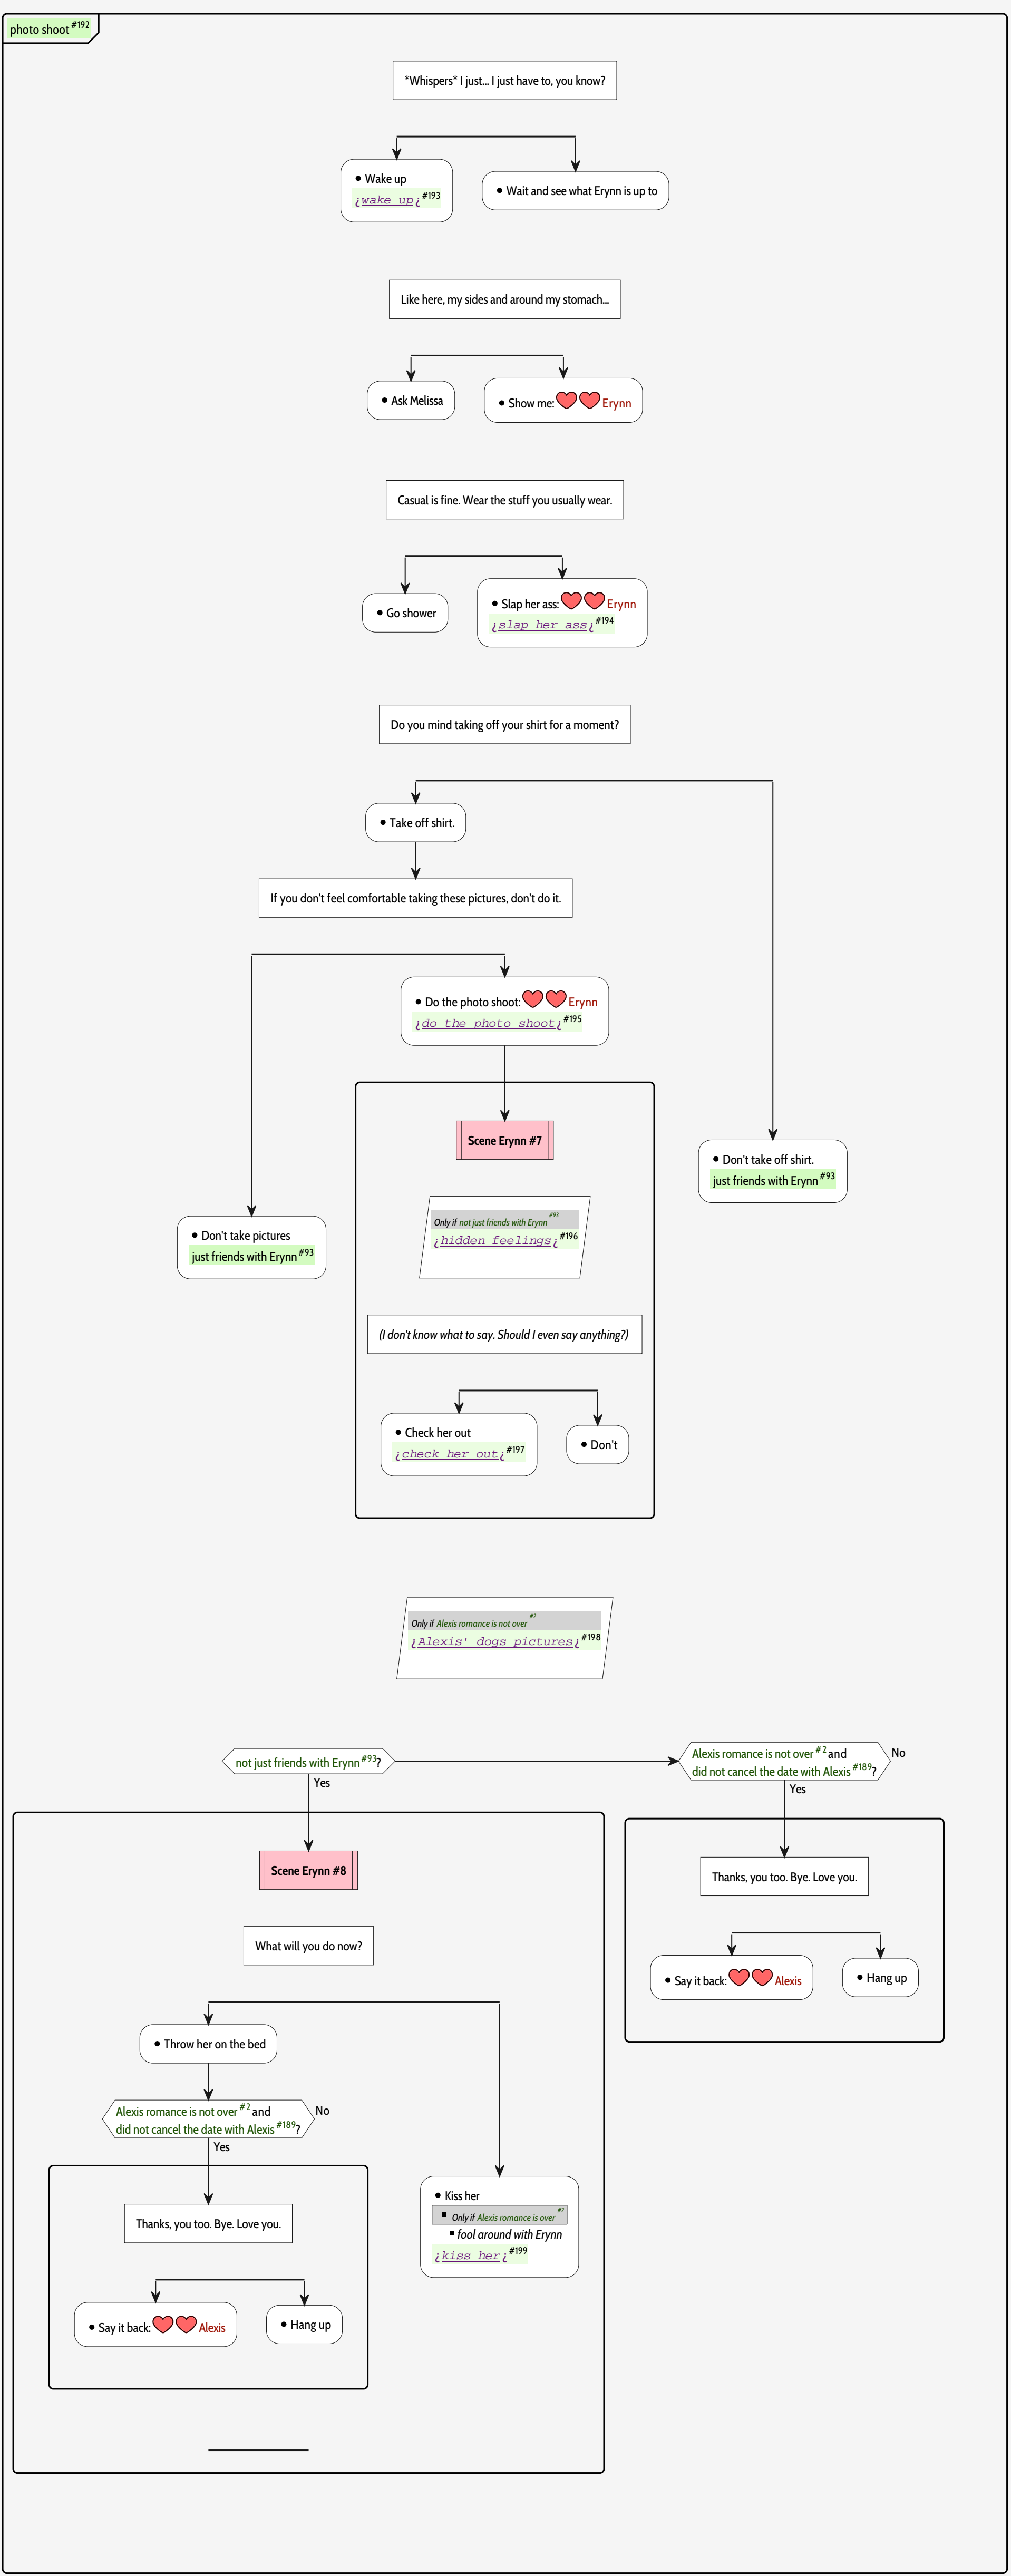 photo shoot #192
*Whispers* I just... I just have to, you know?
• Wake up
¿wake up¿ #193
• Wait and see what Erynn is up to
Like here, my sides and around my stomach...
• Ask Melissa
• Show me: Erynn
Casual is fine. Wear the stuff you usually wear.
• Go shower
• Slap her ass: Erynn
¿slap her ass¿ #194
Do you mind taking off your shirt for a moment?
• Take off shirt.
If you don't feel comfortable taking these pictures, don't do it.
• Do the photo shoot: Erynn
¿do the photo shoot¿ #195
Scene Erynn #7
• Don't take off shirt.
just friends with Erynn #93
Only if not just friends with Erynn #93
¿hidden feelings¿ #196
• Don't take pictures
just friends with Erynn #93
(I don't know what to say. Should I even say anything?)
• Check her out
¿check her out¿ #197
• Don't
Only if Alexis romance is not over #2
¿Alexis' dogs pictures¿ #198
not just friends with Erynn #93?
Yes
Alexis romance is not over #2 and
did not cancel the date with Alexis #189?
No
Yes
Scene Erynn #8
Thanks, you too. Bye. Love you.
What will you do now?
• Say it back: Alexis
• Hang up
• Throw her on the bed
Alexis romance is not over #2 and
did not cancel the date with Alexis #189?
No
Yes
• Kiss her
▪ Only if Alexis romance is over #2
▪ fool around with Erynn
¿kiss her¿ #199
Thanks, you too. Bye. Love you.
• Say it back: Alexis
• Hang up